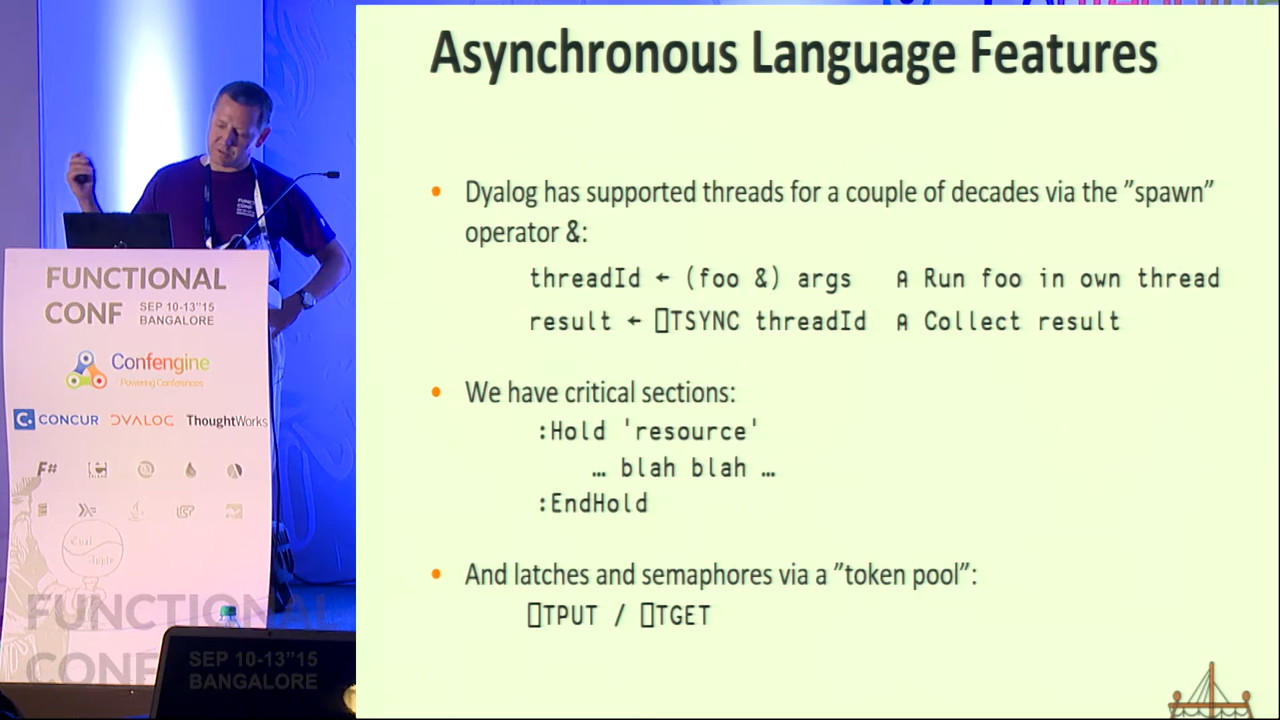 Asynchronous Language Features
• Dyalog has supported threads for a couple of decades via the ”spawn”
operator &:
threadId ← (foo &) args ⍝ Run foo in own thread
result ← ⎕TSYNC threadId ⍝ Collect result
• We have critical sections:
:Hold 'resource'
… blah blah …
:EndHold
• And latches and semaphores via a ”token pool”:
⎕TPUT / ⎕TGET
FUNCTIONAL
CONF SEP 10-13"15
BANGALORE
Confengine
Powering Conferences
C. CONCUR DYALOC ThoughtWorks
F#
FUNCTIONAL
CONF SEP 10-13"15
BANGALORE